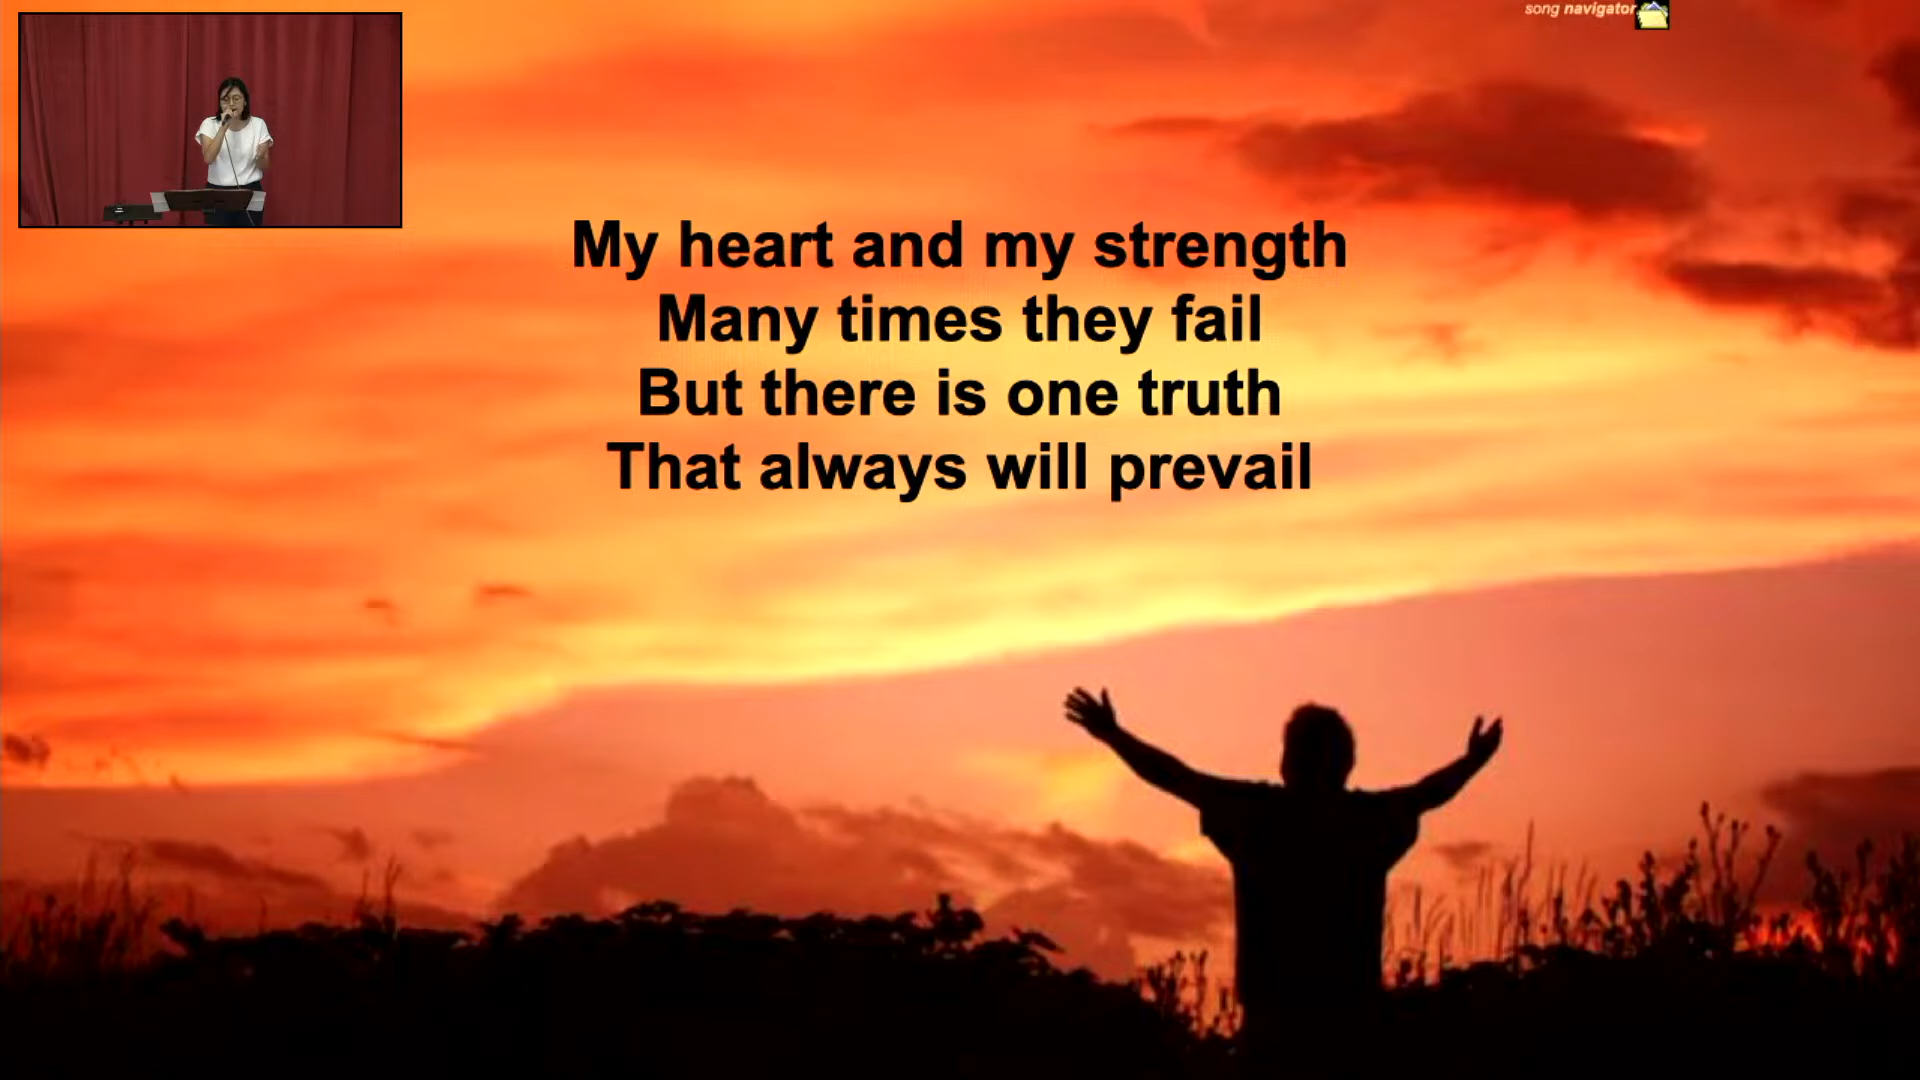 song navigator
My heart and my strength
Many times they fail
But there is one truth
That always will prevail